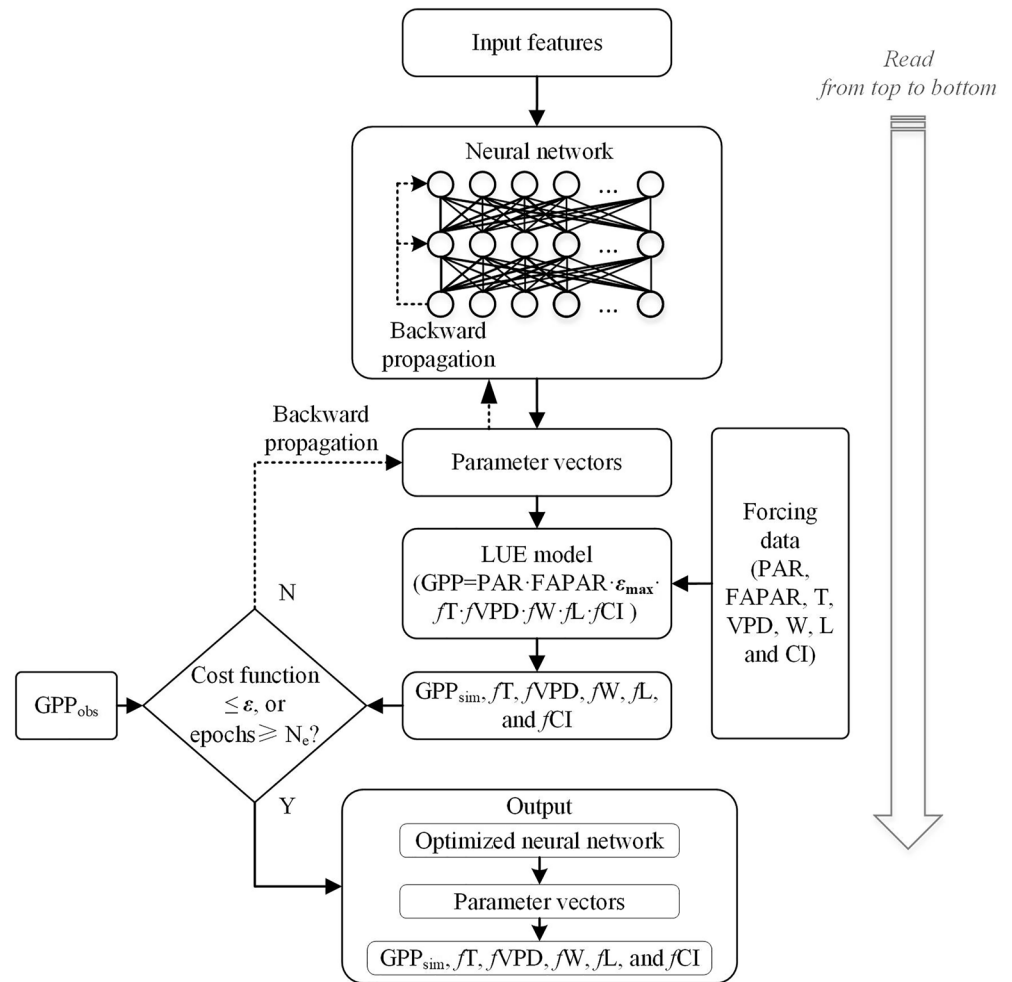 Input features
Read
from top to bottom
Neural network
...
...
...
Backward
propagation
Backward
propagation
Parameter vectors
Forcing
data
(PAR,
FAPAR, T,
VPD, W, L
and CI)
LUE model
(GPP=PAR·FAPAR·εmax·
fT·fVPD·fW·fL·fCI )
N
Cost function
≤ε, or
epochs≥ Ne?
GPPobs
GPPsim, fT, fVPD, fW, fL,
and fCI
Y
Output
Optimized neural network
Parameter vectors
GPPsim, fT, fVPD, fW, fL, and fCI